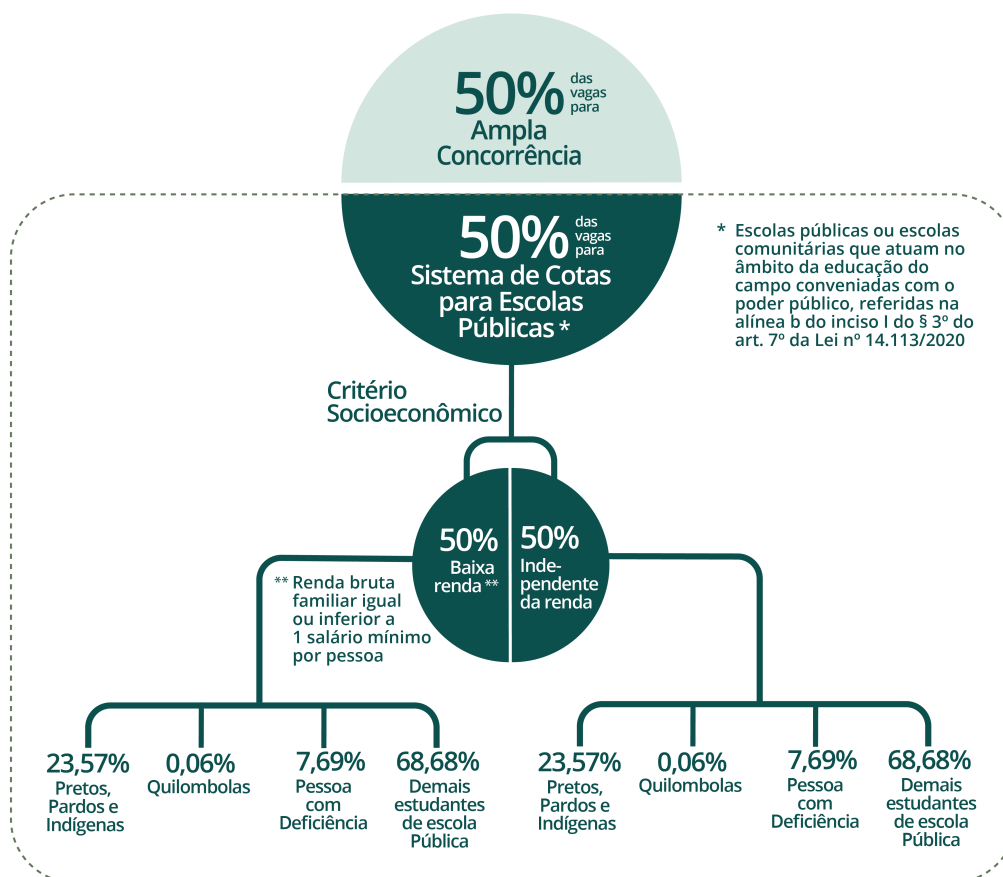 50% das vagas para
Ampla
Concorrência
50% das vagas para
Sistema de Cotas
para Escolas
Públicas *
* Escolas públicas ou escolas
comunitárias que atuam no
âmbito da educação do
campo conveniadas com o
poder público, referidas na
alínea b do inciso I do § 3º do
art. 7º da Lei nº 14.113/2020
Critério
Socioeconômico
50%
Baixa
renda **
50%
Inde-
pendente
da renda
** Renda bruta
familiar igual
ou inferior a
1 salário mínimo
por pessoa
23,57%
Pretos,
Pardos e
Indígenas
0,06%
Quilombolas
7,69%
Pessoa
com
Deficiência
68,68%
Demais
estudantes
de escola
Pública
23,57%
Pretos,
Pardos e
Indígenas
0,06%
Quilombolas
7,69%
Pessoa
com
Deficiência
68,68%
Demais
estudantes
de escola
Pública